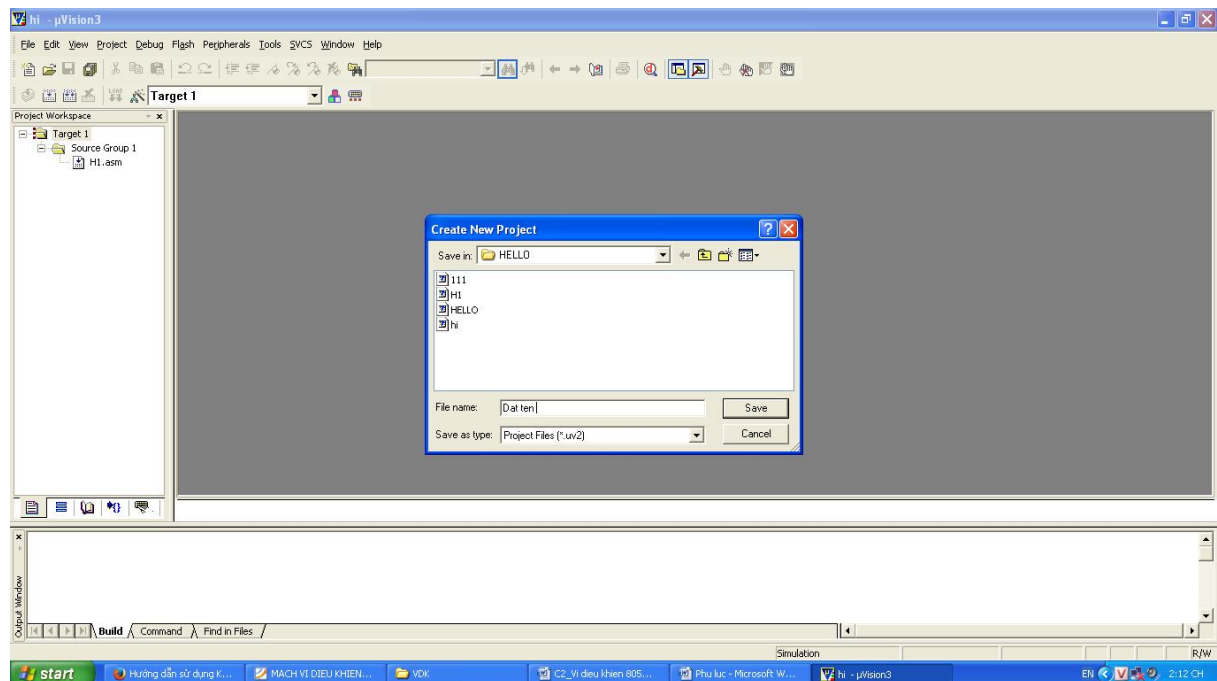 hi - µVision3
File Edit View Project Debug Flash Peripherals Tools SVCS Window Help
Target 1
Project Workspace
Target 1
Source Group 1
H1.asm
Create New Project
Save in: HELLO
111
H1
HELLO
hi
File name: Dat ten
Save
Save as type: Project Files (*.uv2)
Cancel
Output Window
Build Command Find in Files
Simulation R/W
start Hướng dẫn sử dụng K... MACH VI DIEU KHIEN... VDK C2_Vi dieu khien 805... Phu luc - Microsoft W... hi - µVision3 EN 2:12 CH